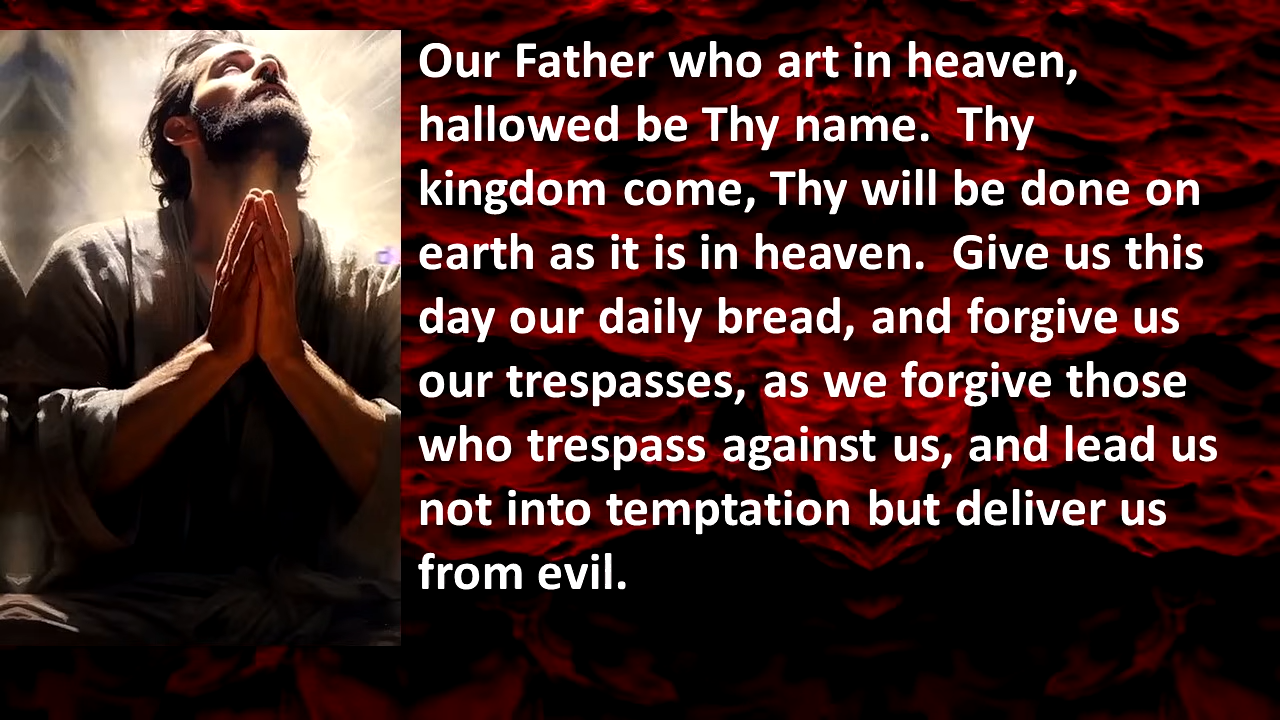 Our Father who art in heaven,
hallowed be Thy name.  Thy
kingdom come, Thy will be done on
earth as it is in heaven.  Give us this
day our daily bread, and forgive us
our trespasses, as we forgive those
who trespass against us, and lead us
not into temptation but deliver us
from evil.